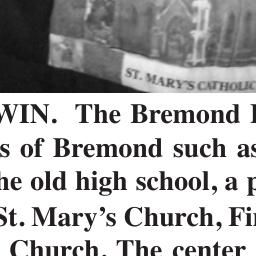 ST. MARY'S CATHOLIC
WIN. The Bremond
s of Bremond such as
he old high school, a p
St. Mary's Church, Fi
Church. The center